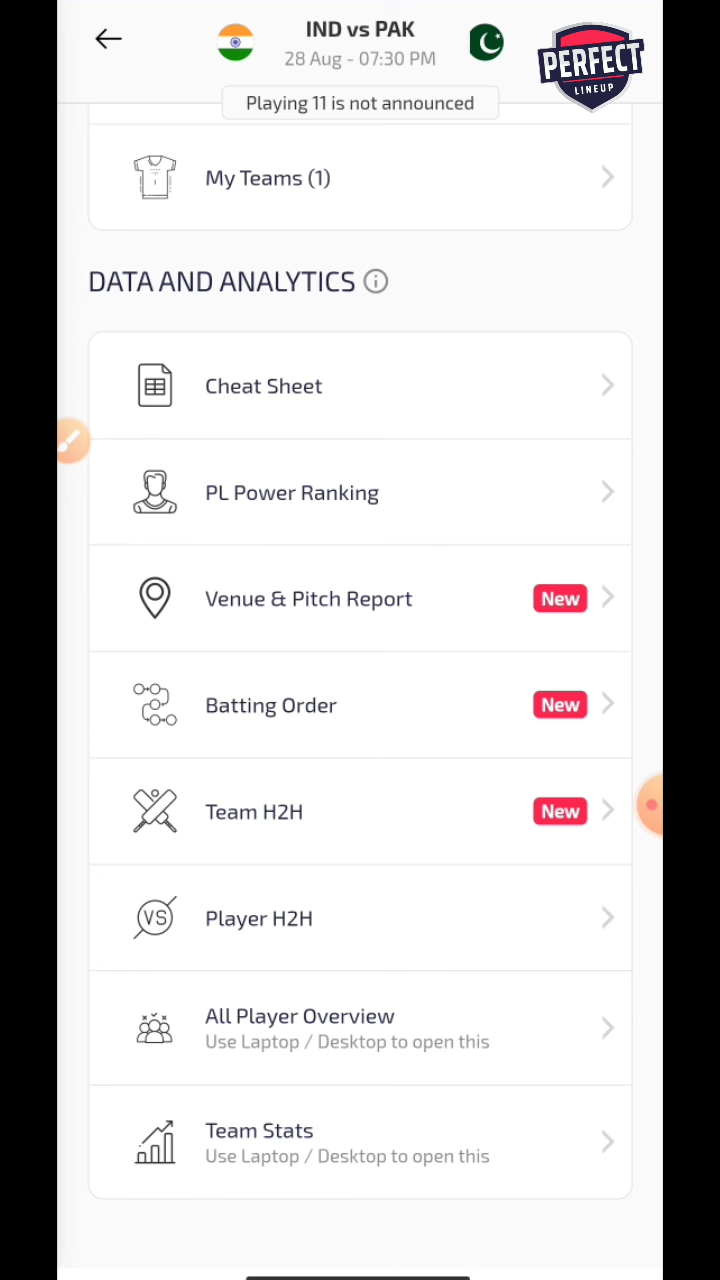 IND vs PAK
28 Aug - 07:30 PM
PERFECT
LINEUP
Playing 11 is not announced
My Teams (1)
DATA AND ANALYTICS
Cheat Sheet
PL Power Ranking
Venue & Pitch Report New
Batting Order New
Team H2H New
VS Player H2H
All Player Overview
Use Laptop / Desktop to open this
Team Stats
Use Laptop / Desktop to open this